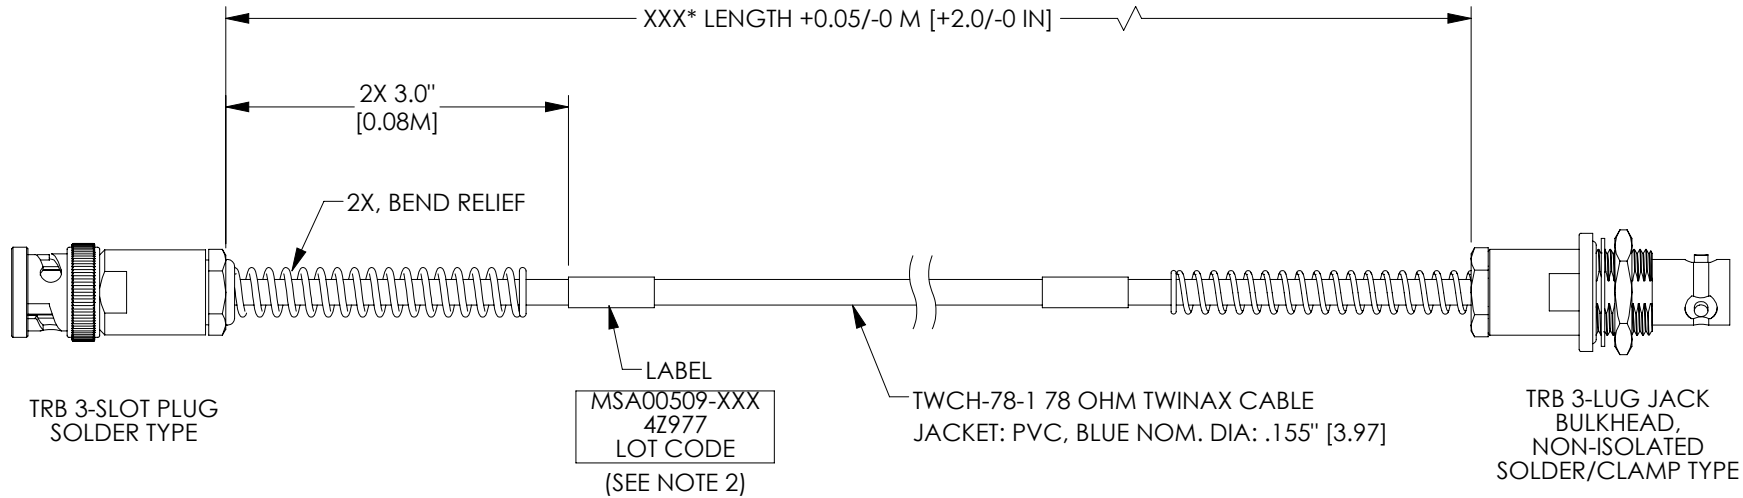 XXX* LENGTH +0.05/-0 M [+2.0/-0 IN]
2X 3.0"
[0.08M]
2X, BEND RELIEF
LABEL
MSA00509-XXX
4Z977
LOT CODE
(SEE NOTE 2)
TRB 3-SLOT PLUG
SOLDER TYPE
TWCH-78-1 78 OHM TWINAX CABLE
JACKET: PVC, BLUE NOM. DIA: .155" [3.97]
TRB 3-LUG JACK
BULKHEAD,
NON-ISOLATED
SOLDER/CLAMP TYPE